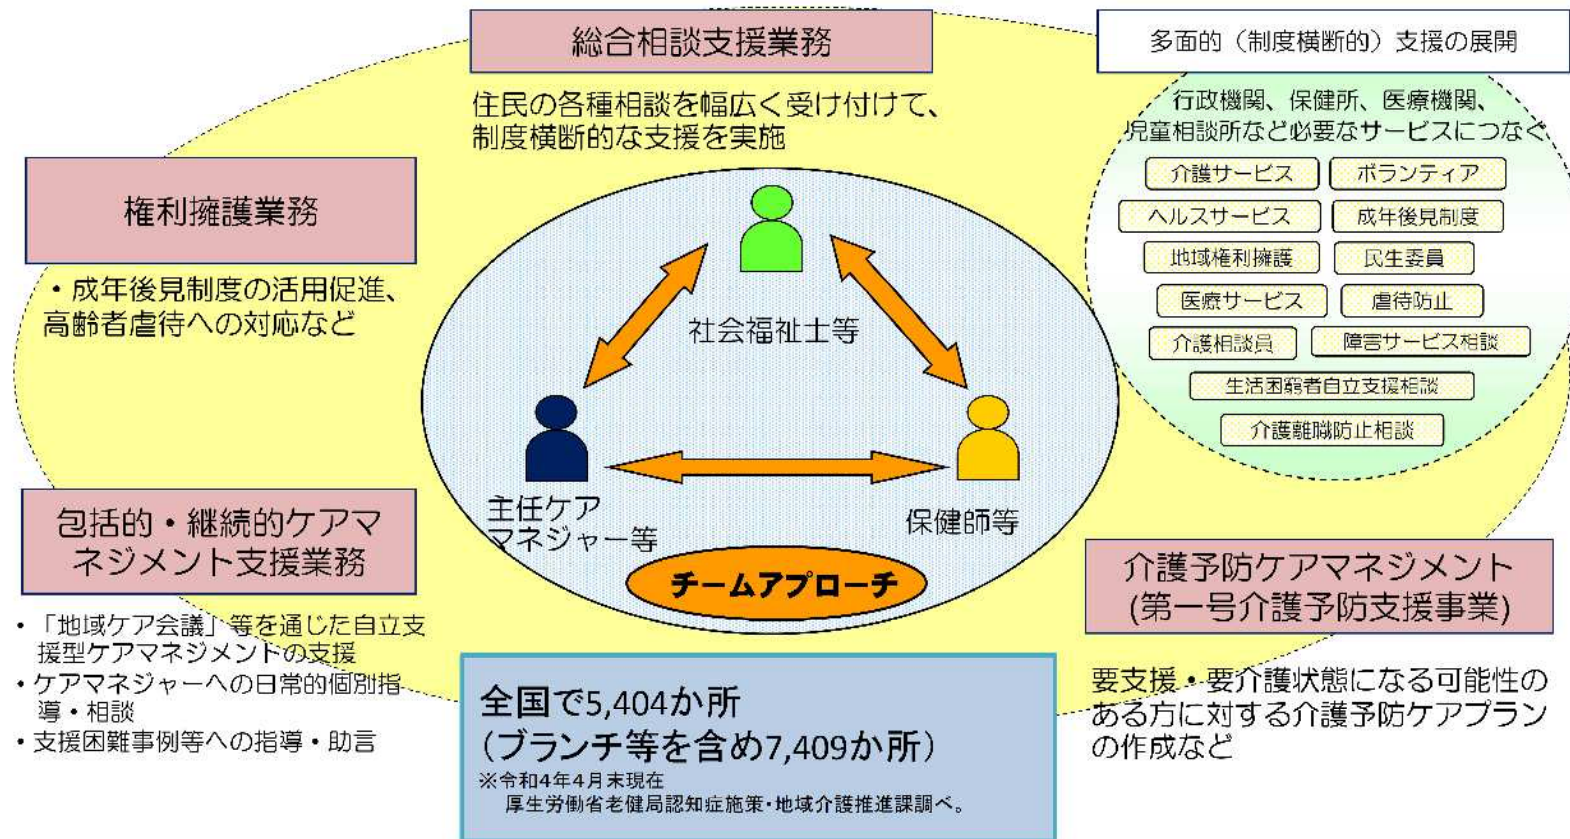 総合相談支援業務
住民の各種相談を幅広く受け付けて、
制度横断的な支援を実施
多面的（制度横断的）支援の展開
行政機関、保健所、医療機関、
児童相談所など必要なサービスにつなぐ
介護サービス
ボランティア
ヘルスサービス
成年後見制度
地域権利擁護
民生委員
医療サービス
虐待防止
介護相談員
障害サービス相談
生活困窮者自立支援相談
介護離職防止相談
権利擁護業務
・成年後見制度の活用促進、
高齢者虐待への対応など
社会福祉士等
主任ケア
マネジャー等
保健師等
チームアプローチ
包括的・継続的ケアマ
ネジメント支援業務
・「地域ケア会議」等を通じた自立支
援型ケアマネジメントの支援
・ケアマネジャーへの日常的個別指
導・相談
・支援困難事例等への指導・助言
全国で5,404か所
（ブランチ等を含め7,409か所）
※令和4年4月末現在
厚生労働省老健局認知症施策・地域介護推進課調べ。
介護予防ケアマネジメント
(第一号介護予防支援事業)
要支援・要介護状態になる可能性の
ある方に対する介護予防ケアプラン
の作成など